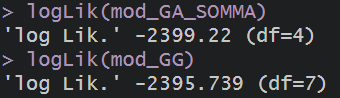 > logLik(mod_GA_SOMMA)
'log Lik.' -2399.22 (df=4)
> logLik(mod_GG)
'log Lik.' -2395.739 (df=7)